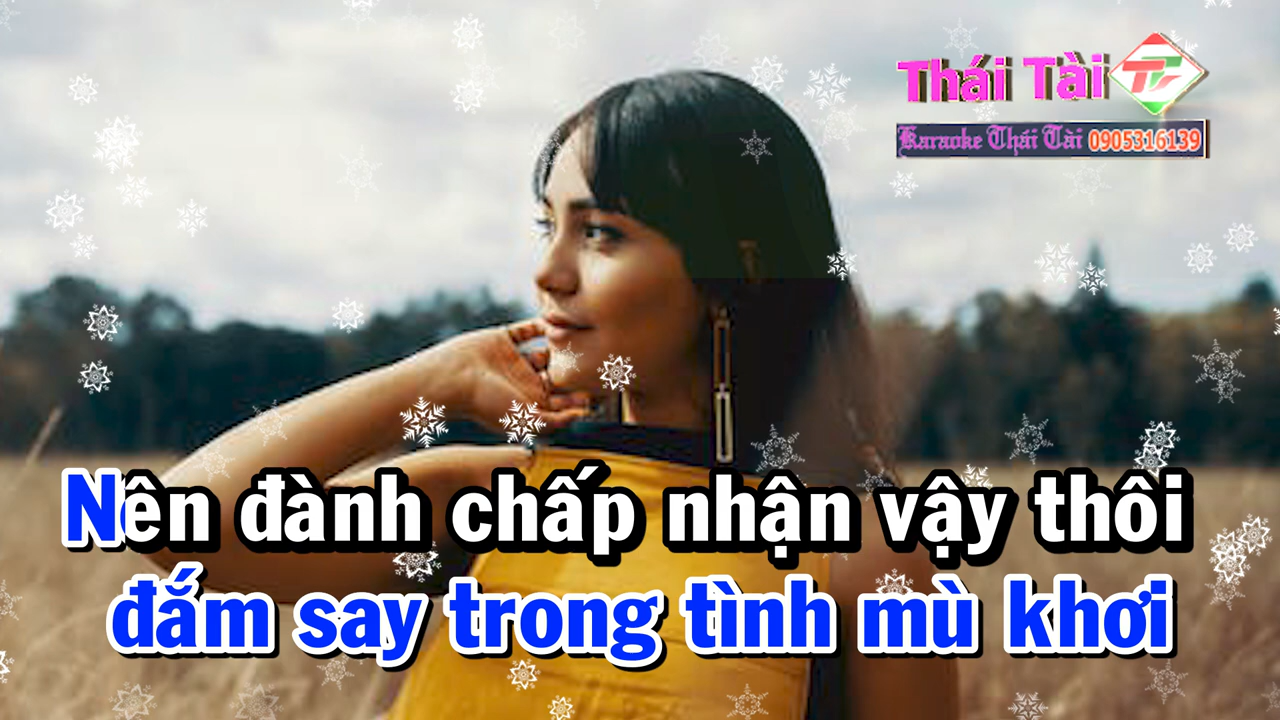 Thái Tài
Karaoke Thái Tài 0905316139
Nên đành chấp nhận vậy thôi
đắm say trong tình mù khơi